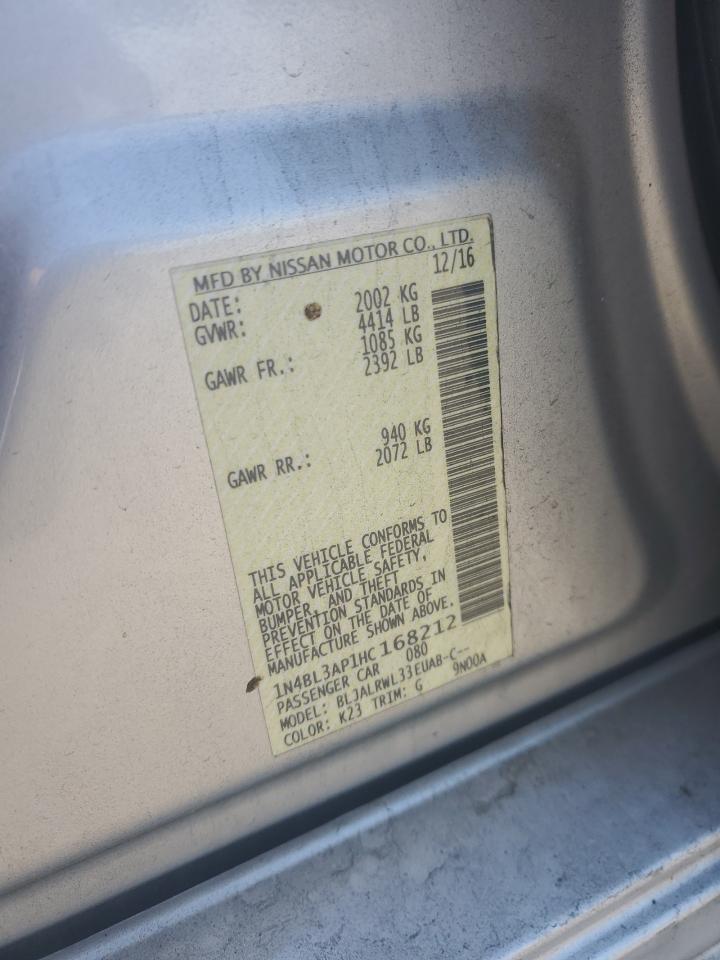 MFD BY NISSAN MOTOR CO., LTD.
DATE: 12/16
GVWR: 2002 KG
4414 LB
GAWR FR.: 1085 KG
2392 LB
GAWR RR.: 940 KG
2072 LB
THIS VEHICLE CONFORMS TO
ALL APPLICABLE FEDERAL
MOTOR VEHICLE SAFETY,
BUMPER, AND THEFT
PREVENTION STANDARDS IN
EFFECT ON THE DATE OF
MANUFACTURE SHOWN ABOVE.
1N4BL3AP1HC168212
PASSENGER CAR 080
MODEL: BLJALRWL33EUAB-C--
COLOR: K23 TRIM: G 9N00A